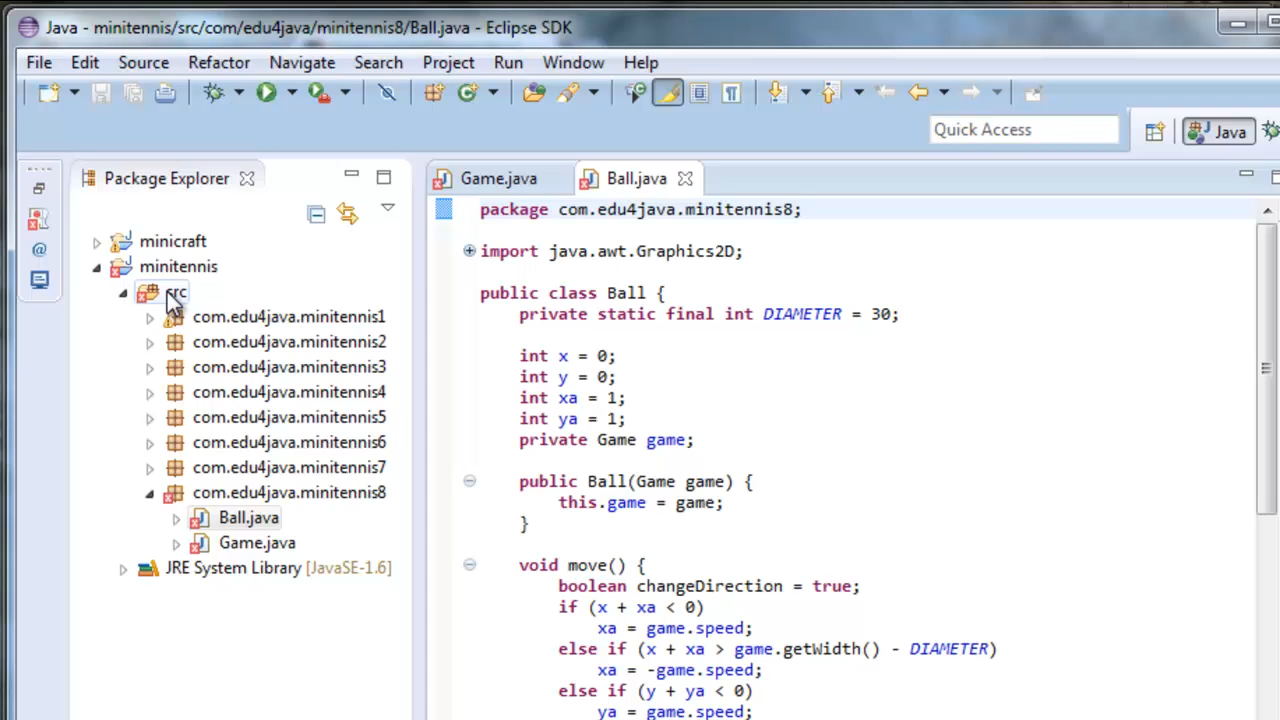 Java - minitennis/src/com/edu4java/minitennis8/Ball.java - Eclipse SDK
File Edit Source Refactor Navigate Search Project Run Window Help
Quick Access
Java
Package Explorer
minicraft
minitennis
src
com.edu4java.minitennis1
com.edu4java.minitennis2
com.edu4java.minitennis3
com.edu4java.minitennis4
com.edu4java.minitennis5
com.edu4java.minitennis6
com.edu4java.minitennis7
com.edu4java.minitennis8
Ball.java
Game.java
JRE System Library [JavaSE-1.6]
Game.java Ball.java
package com.edu4java.minitennis8;
import java.awt.Graphics2D;
public class Ball {
private static final int DIAMETER = 30;
int x = 0;
int y = 0;
int xa = 1;
int ya = 1;
private Game game;
public Ball(Game game) {
this.game = game;
}
void move() {
boolean changeDirection = true;
if (x + xa < 0)
xa = game.speed;
else if (x + xa > game.getWidth() - DIAMETER)
xa = -game.speed;
else if (y + ya < 0)
ya = game.speed;